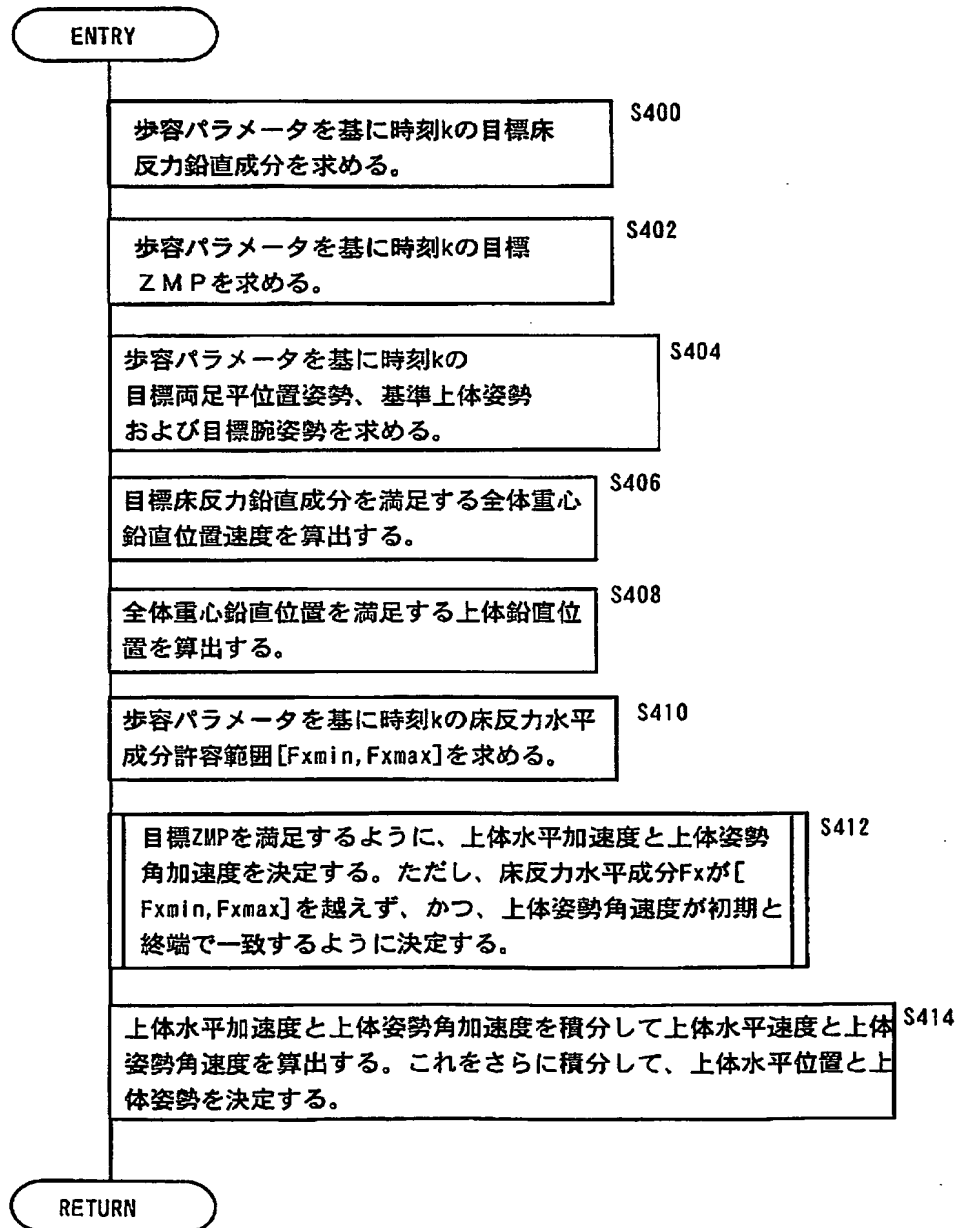 ENTRY
S400
歩容パラメータを基に時刻kの目標床
反力鉛直成分を求める。
S402
歩容パラメータを基に時刻kの目標
ＺＭＰを求める。
S404
歩容パラメータを基に時刻kの
目標両足平位置姿勢、基準上体姿勢
および目標腕姿勢を求める。
S406
目標床反力鉛直成分を満足する全体重心
鉛直位置速度を算出する。
S408
全体重心鉛直位置を満足する上体鉛直位
置を算出する。
S410
歩容パラメータを基に時刻kの床反力水平
成分許容範囲[Fxmin,Fxmax]を求める。
S412
目標ZMPを満足するように、上体水平加速度と上体姿勢
角加速度を決定する。ただし、床反力水平成分Fxが[
Fxmin,Fxmax]を越えず、かつ、上体姿勢角速度が初期と
終端で一致するように決定する。
S414
上体水平加速度と上体姿勢角加速度を積分して上体水平速度と上体
姿勢角速度を算出する。これをさらに積分して、上体水平位置と上
体姿勢を決定する。
RETURN